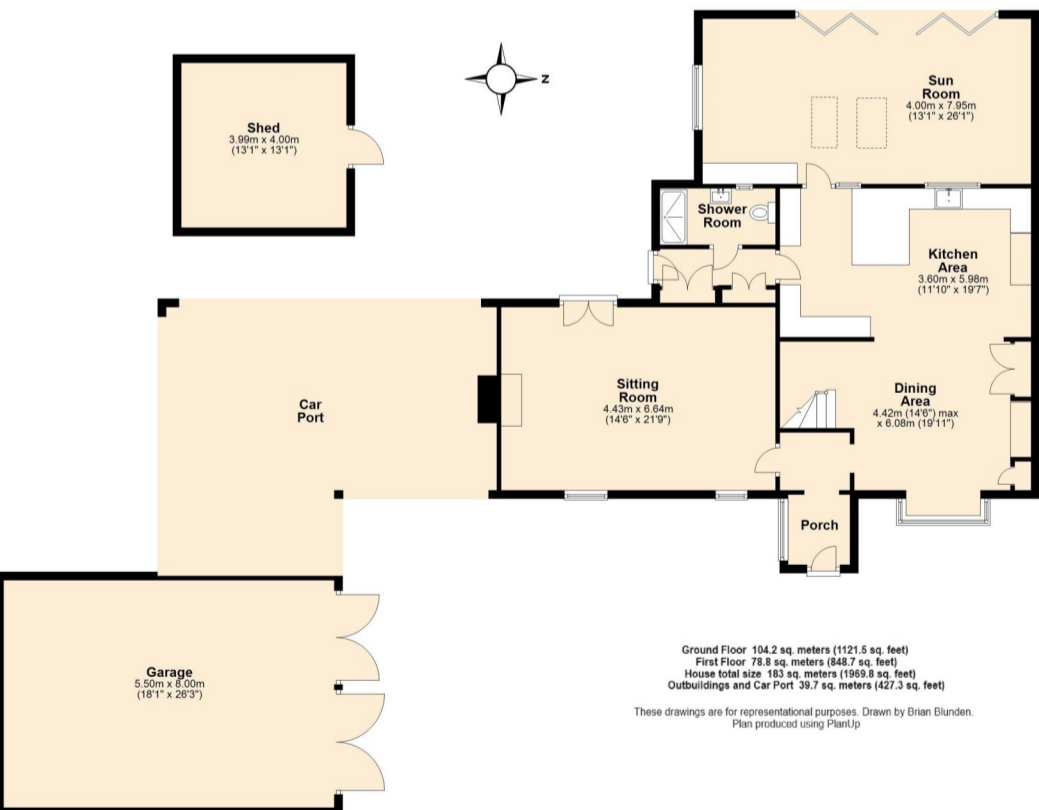 Sun
Room
4.00m x 7.95m
(13'1" x 26'1")
Z
Shed
3.99m x 4.00m
(13'1" x 13'1")
Shower
Room
Kitchen
Area
3.60m x 5.98m
(11'10" x 19'7")
Car
Port
Sitting
Room
4.43m x 6.64m
(14'6" x 21'9")
Dining
Area
4.42m (14'6") max
x 6.08m (19'11")
Porch
Garage
5.50m x 8.00m
(18'1" x 26'3")
Ground Floor 104.2 sq. meters (1121.5 sq. feet)
First Floor 78.8 sq. meters (848.7 sq. feet)
House total size 183 sq. meters (1969.8 sq. feet)
Outbuildings and Car Port 39.7 sq. meters (427.3 sq. feet)
These drawings are for representational purposes. Drawn by Brian Blunden.
Plan produced using PlanUp